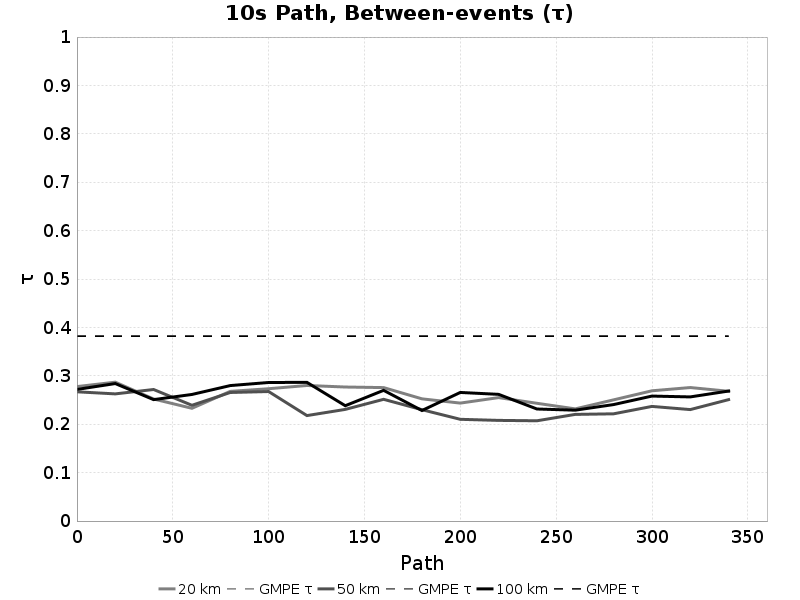 10s Path, Between-events (τ)
1
0.9
0.8
0.7
0.6
0.5
0.4
0.3
0.2
0.1
0
τ
0 50 100 150 200 250 300 350
Path
20 km GMPE τ 50 km GMPE τ 100 km GMPE τ